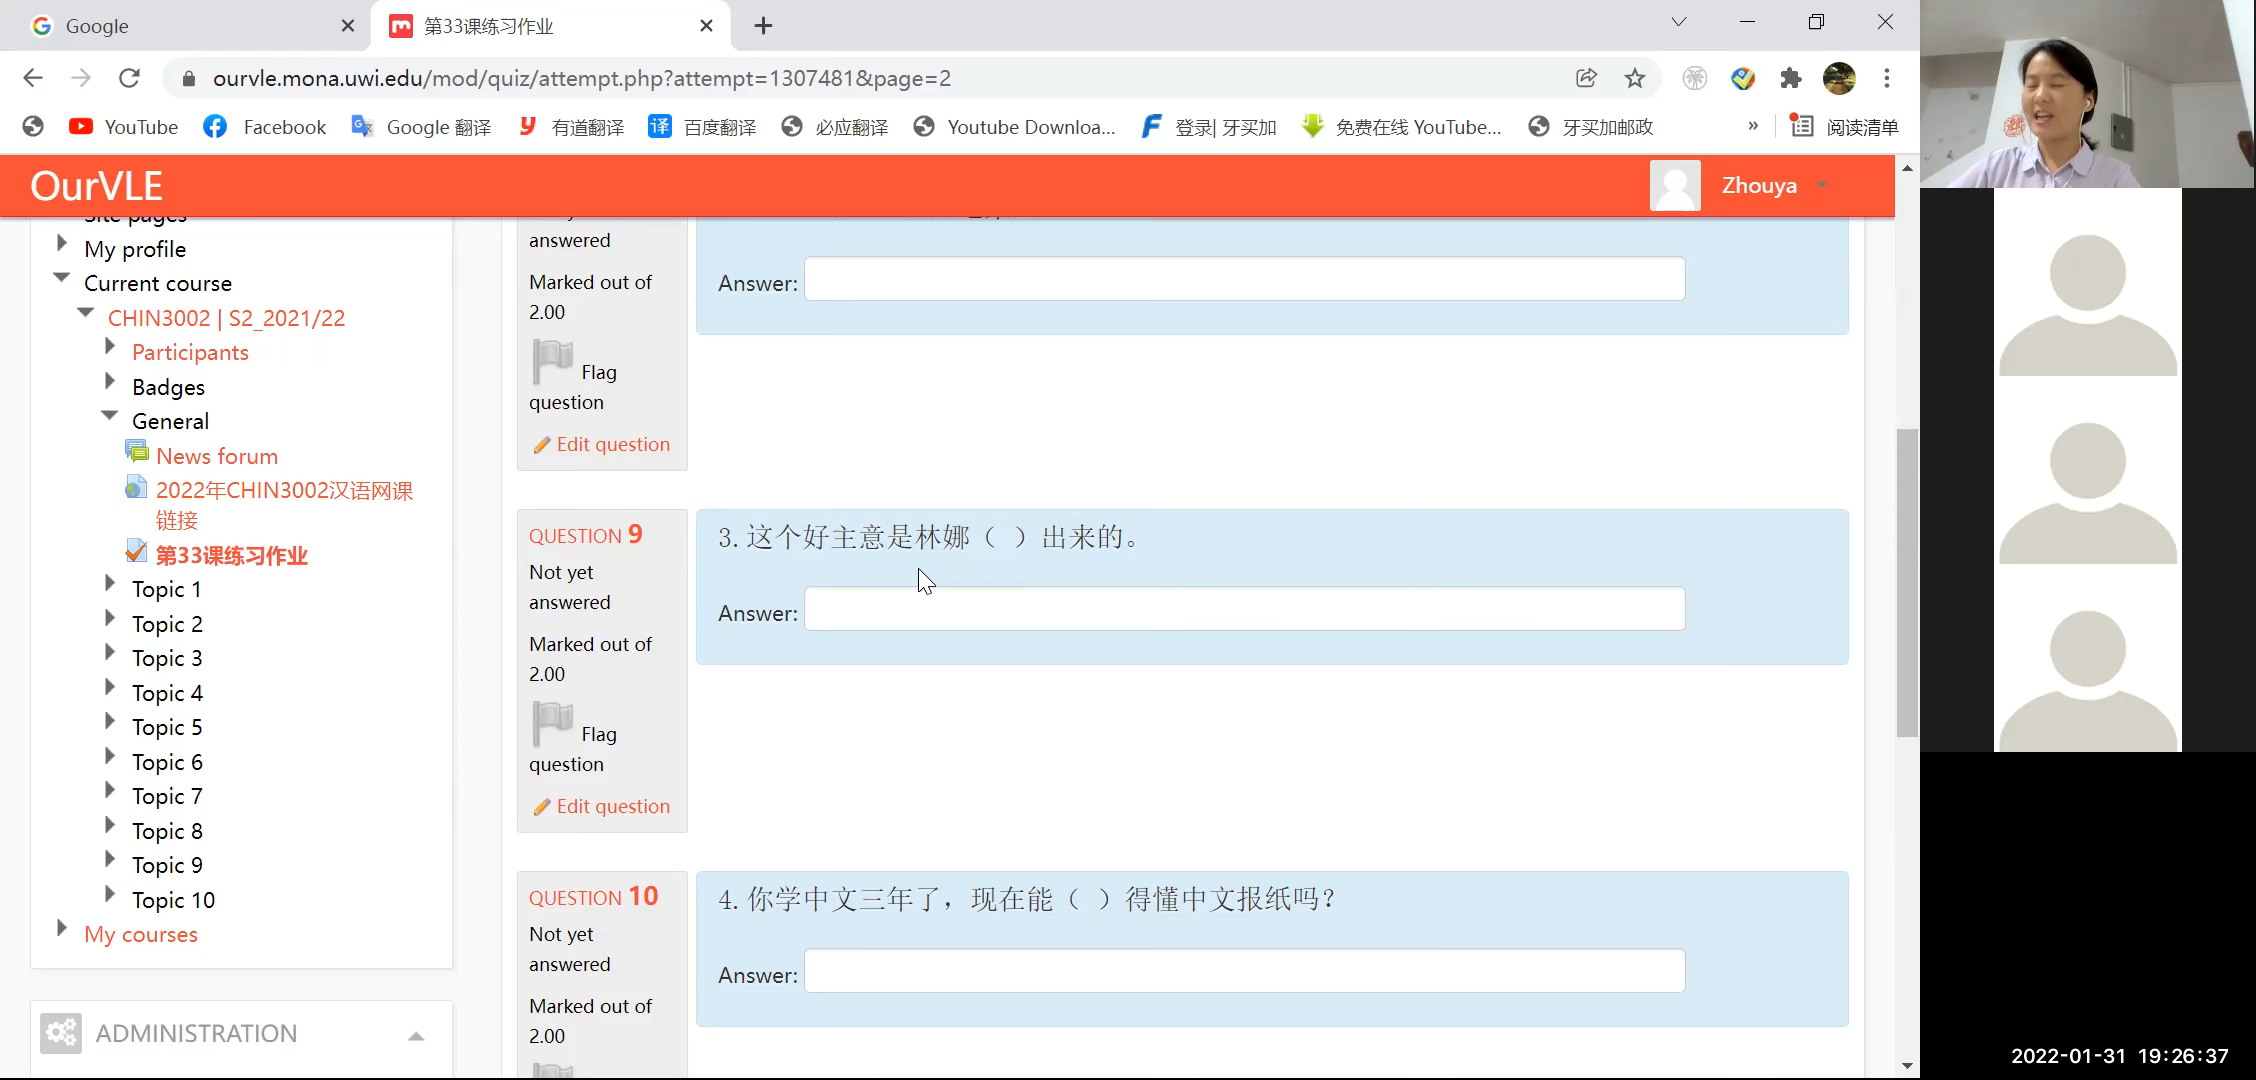 Google
第33课练习作业
ourvle.mona.uwi.edu/mod/quiz/attempt.php?attempt=1307481&page=2
YouTube
Facebook
Google 翻译
有道翻译
百度翻译
必应翻译
Youtube Downloa...
登录| 牙买加
免费在线 YouTube...
牙买加邮政
»
阅读清单
OurVLE
Zhouya
Site pages
My profile
Current course
CHIN3002 | S2_2021/22
Participants
Badges
General
News forum
2022年CHIN3002汉语网课
链接
第33课练习作业
Topic 1
Topic 2
Topic 3
Topic 4
Topic 5
Topic 6
Topic 7
Topic 8
Topic 9
Topic 10
My courses
ADMINISTRATION
answered
Marked out of
2.00
Flag
question
Edit question
Answer:
QUESTION 9
Not yet
answered
Marked out of
2.00
Flag
question
Edit question
3. 这个好主意是林娜（ ）出来的。
Answer:
QUESTION 10
Not yet
answered
Marked out of
2.00
4. 你学中文三年了，现在能（ ）得懂中文报纸吗？
Answer:
2022-01-31 19:26:37